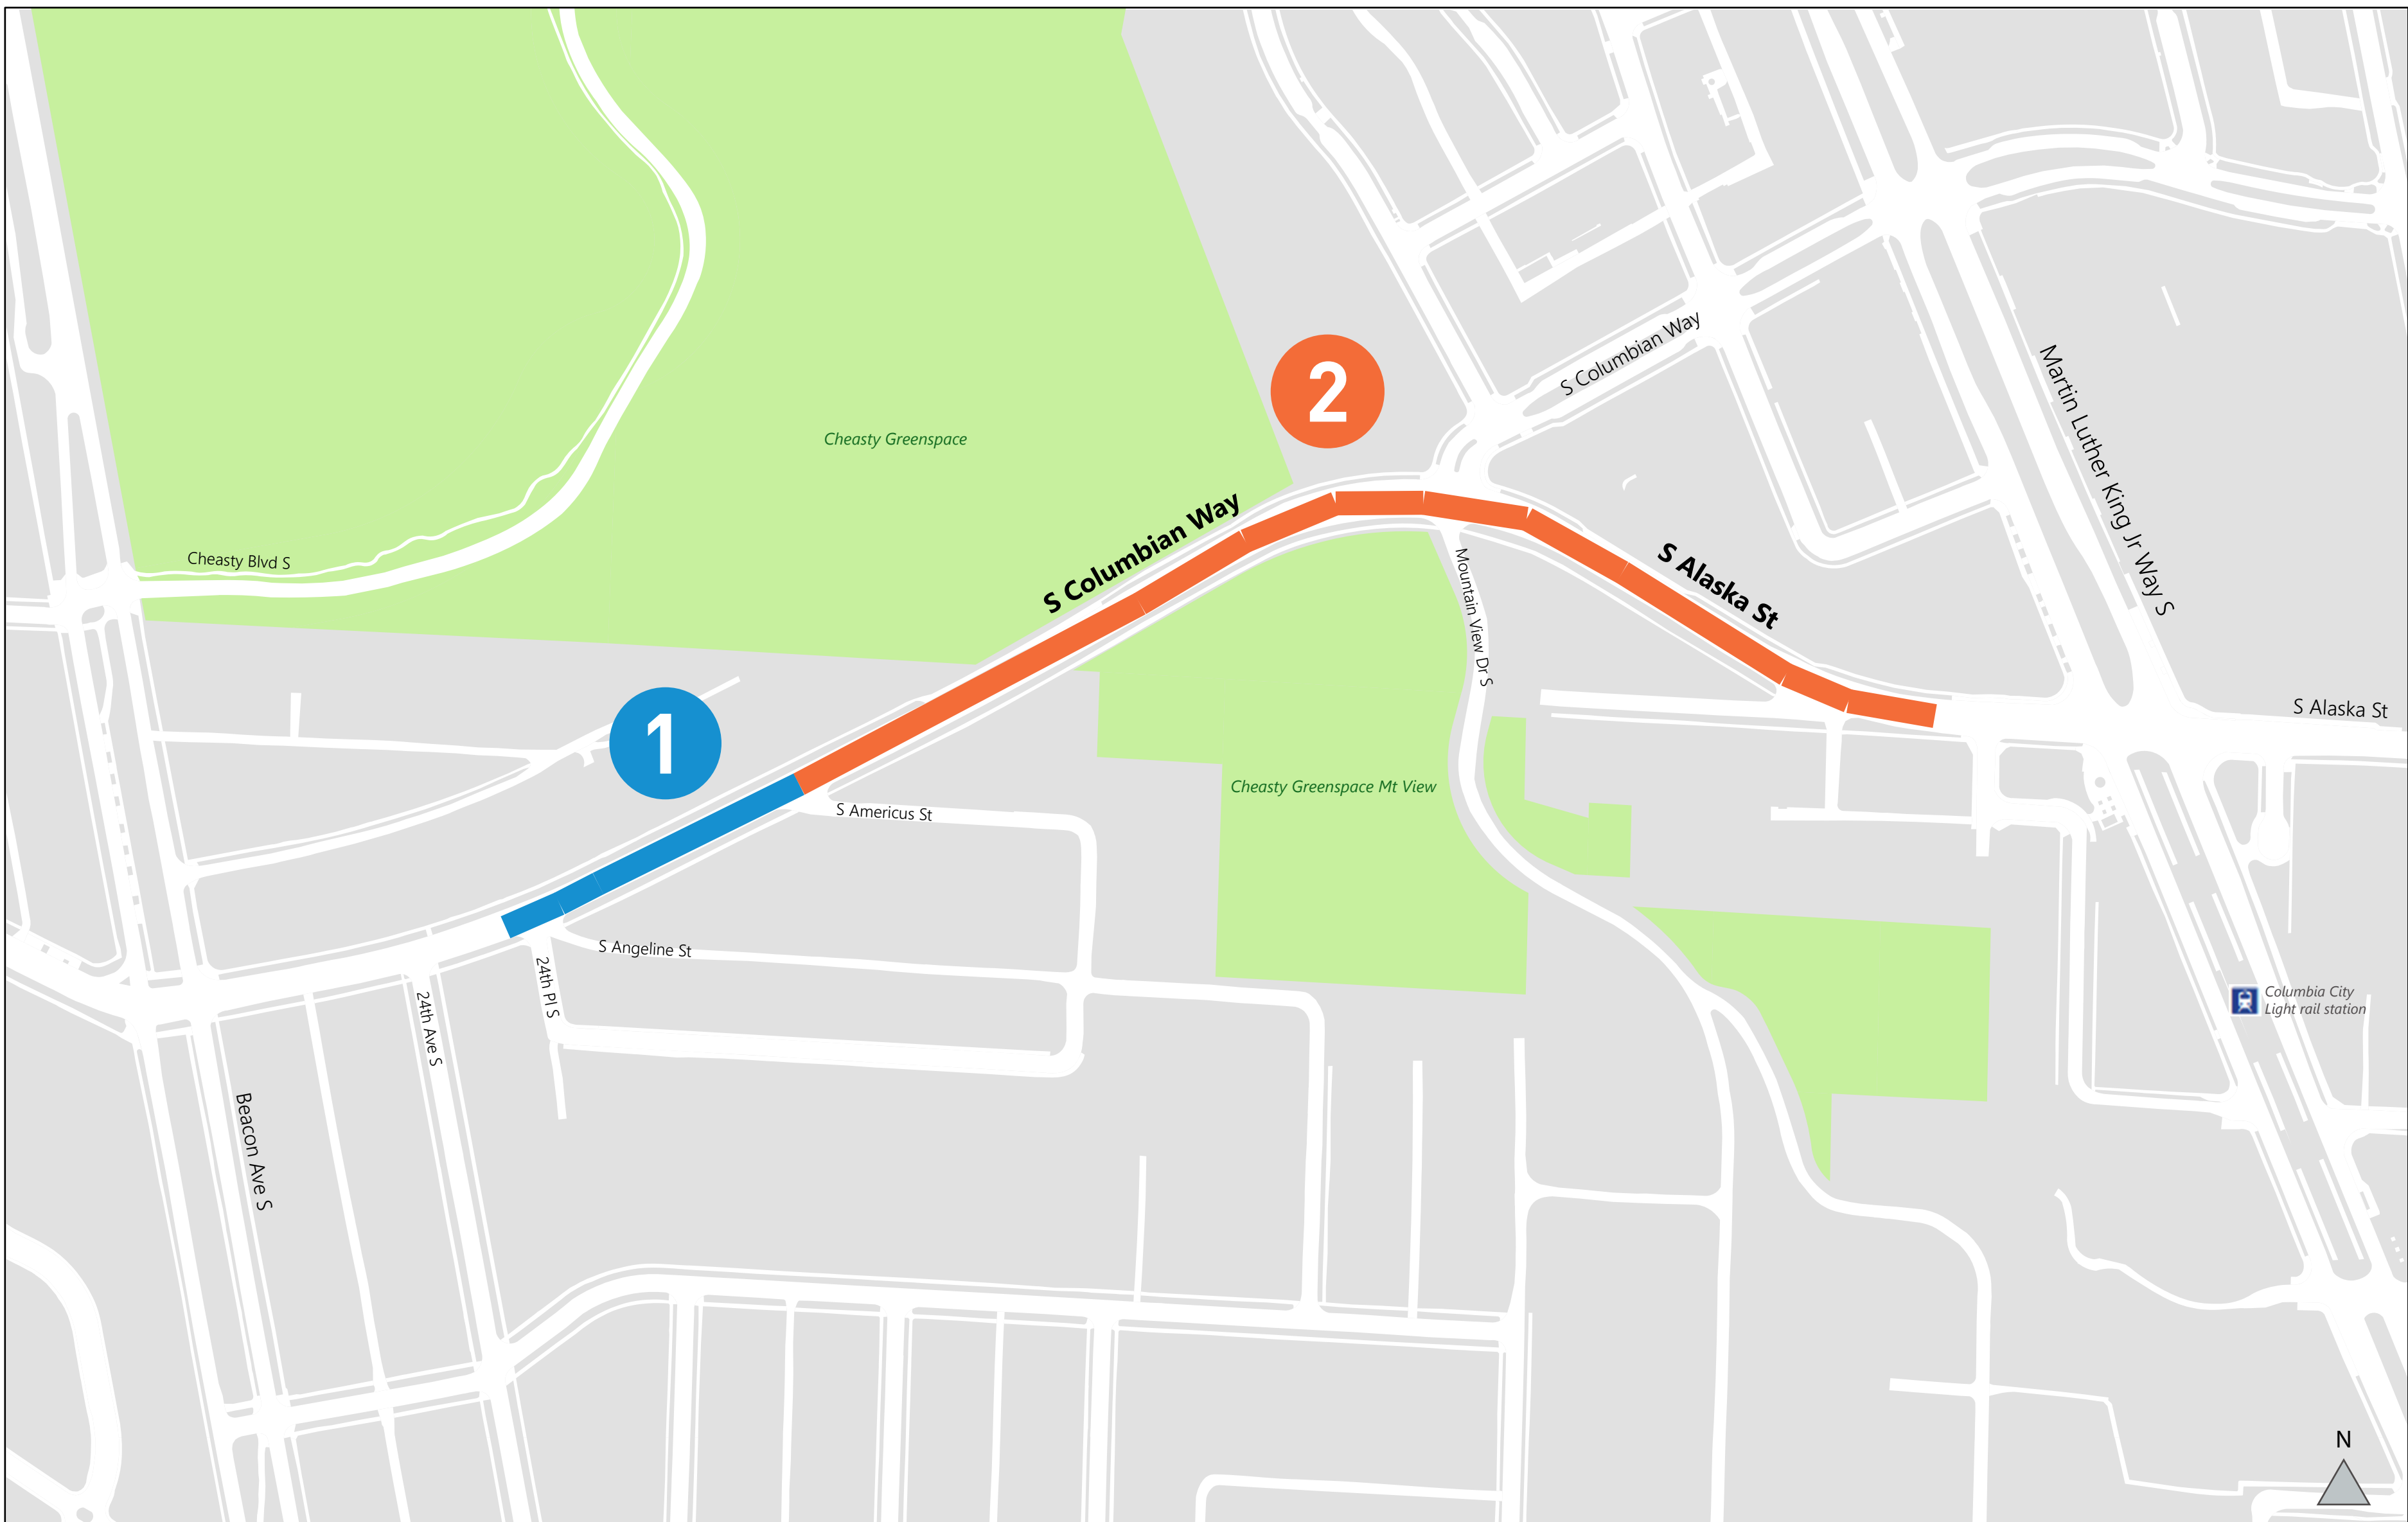 S Columbian Way
Martin Luther King Jr Way S
2
Cheasty Greenspace
S Columbian Way
Cheasty Blvd S
S Alaska St
Mountain View Dr S
S Alaska St
1
Cheasty Greenspace Mt View
S Americus St
S Angeline St
24th Pl S
24th Ave S
Columbia City
Light rail station
Beacon Ave S
N